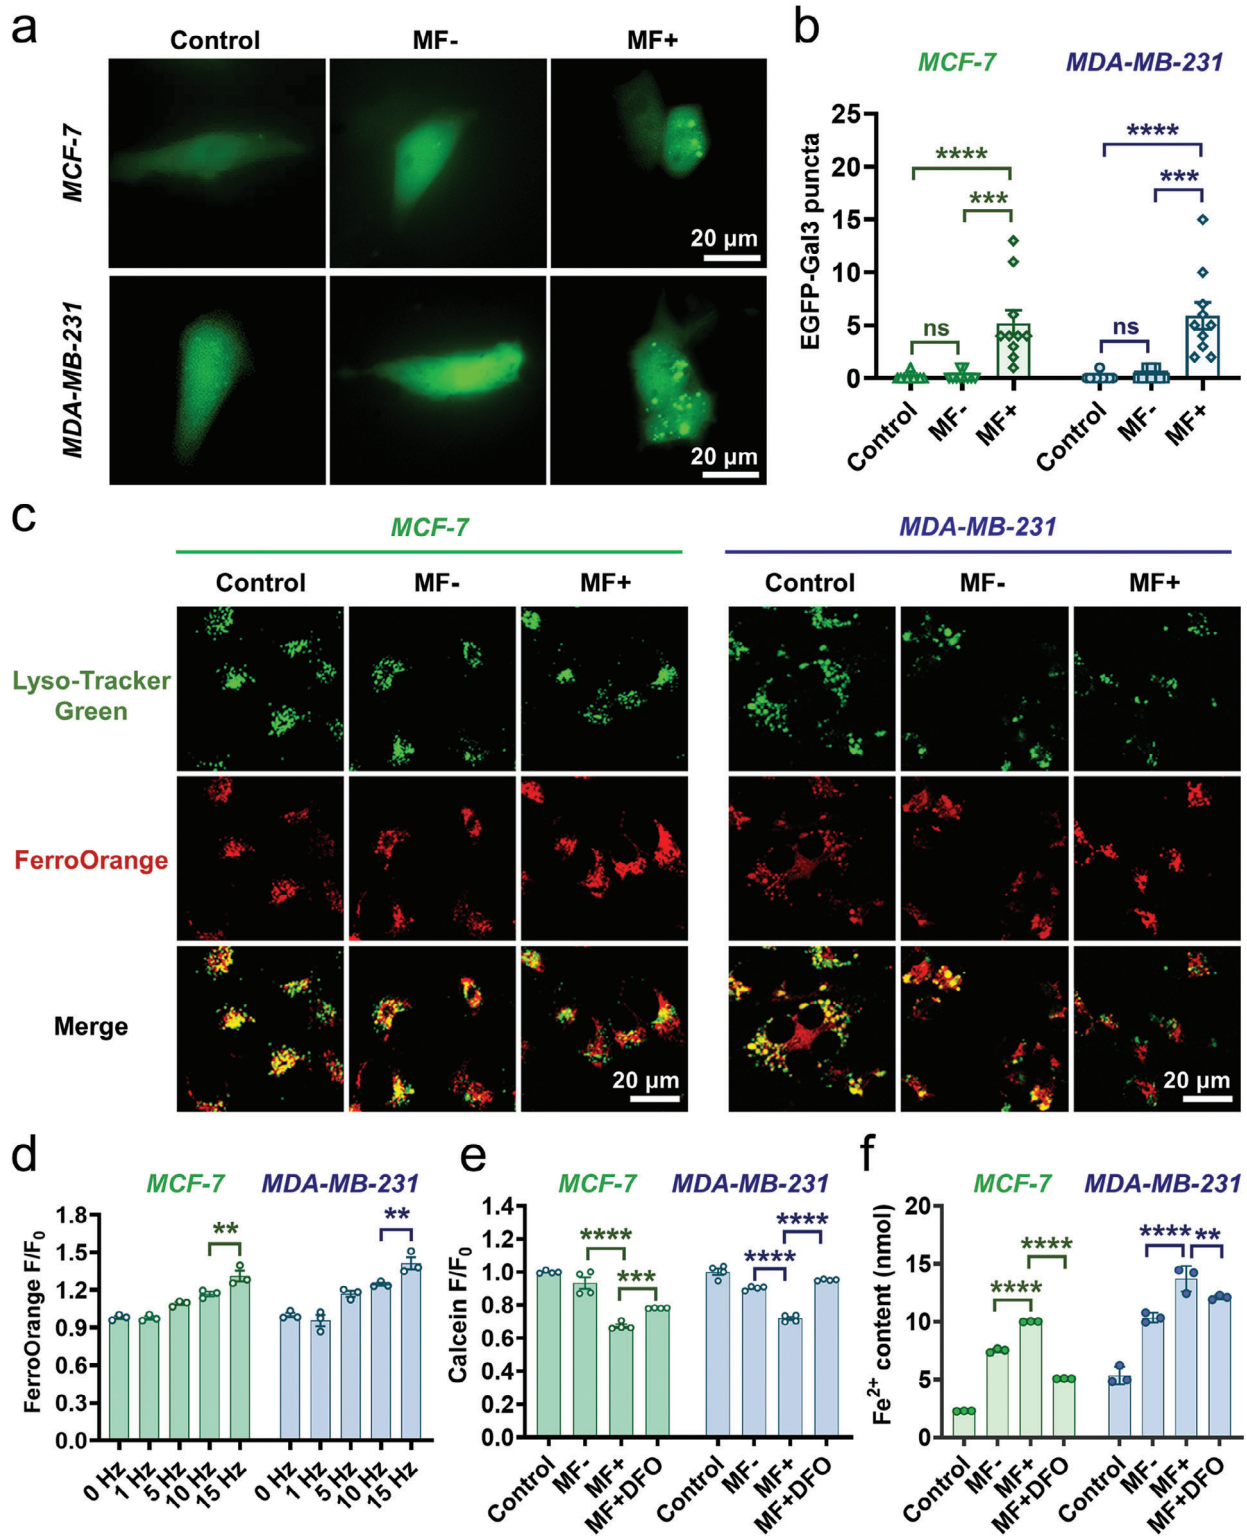 a
Control MF- MF+
MCF-7
20 µm
MDA-MB-231
20 µm
b
MCF-7 MDA-MB-231
EGFP-Gal3 puncta
25
20
15
10
5
0
**** ****
*** ***
ns ns
Control MF- MF+ Control MF- MF+
c
MCF-7 MDA-MB-231
Control MF- MF+ Control MF- MF+
Lyso-Tracker
Green
FerroOrange
Merge
20 µm 20 µm
d
MCF-7 MDA-MB-231
FerroOrange F/F0
1.8
1.5
1.2
0.9
0.6
0.3
0.0
** **
0 Hz 1 Hz 5 Hz 10 Hz 15 Hz 0 Hz 1 Hz 5 Hz 10 Hz 15 Hz
e
MCF-7 MDA-MB-231
Calcein F/F0
1.4
1.2
1.0
0.8
0.6
0.4
0.2
0.0
**** *** **** ****
Control MF- MF+ MF+DFO Control MF- MF+ MF+DFO
f
MCF-7 MDA-MB-231
Fe2+ content (nmol)
20
15
10
5
0
**** **** **** **
Control MF- MF+ MF+DFO Control MF- MF+ MF+DFO